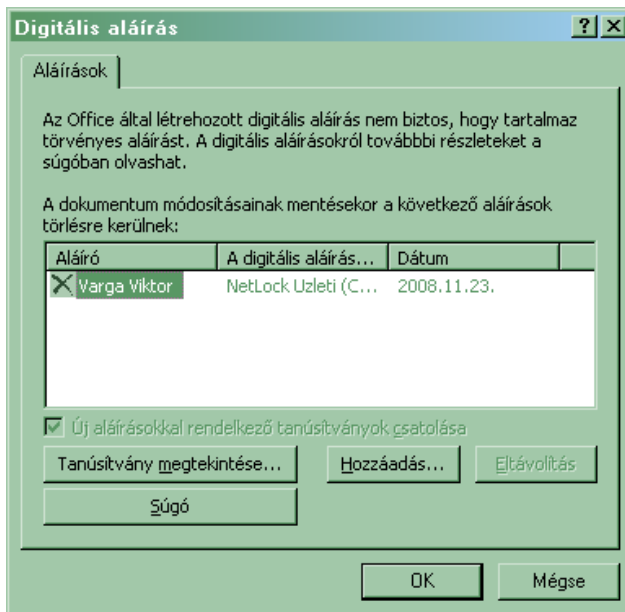 Digitális aláírás
Aláírások
Az Office által létrehozott digitális aláírás nem biztos, hogy tartalmaz
törvényes aláírást. A digitális aláírásokról továbbbi részleteket a
súgóban olvashat.
A dokumentum módosításainak mentésekor a következő aláírások
törlésre kerülnek:
Aláíró A digitális aláírás... Dátum
Varga Viktor NetLock Uzleti (C... 2008.11.23.
Új aláírásokkal rendelkező tanúsítványok csatolása
Tanúsítvány megtekintése... Hozzáadás... Eltávolítás
Súgó
OK Mégse